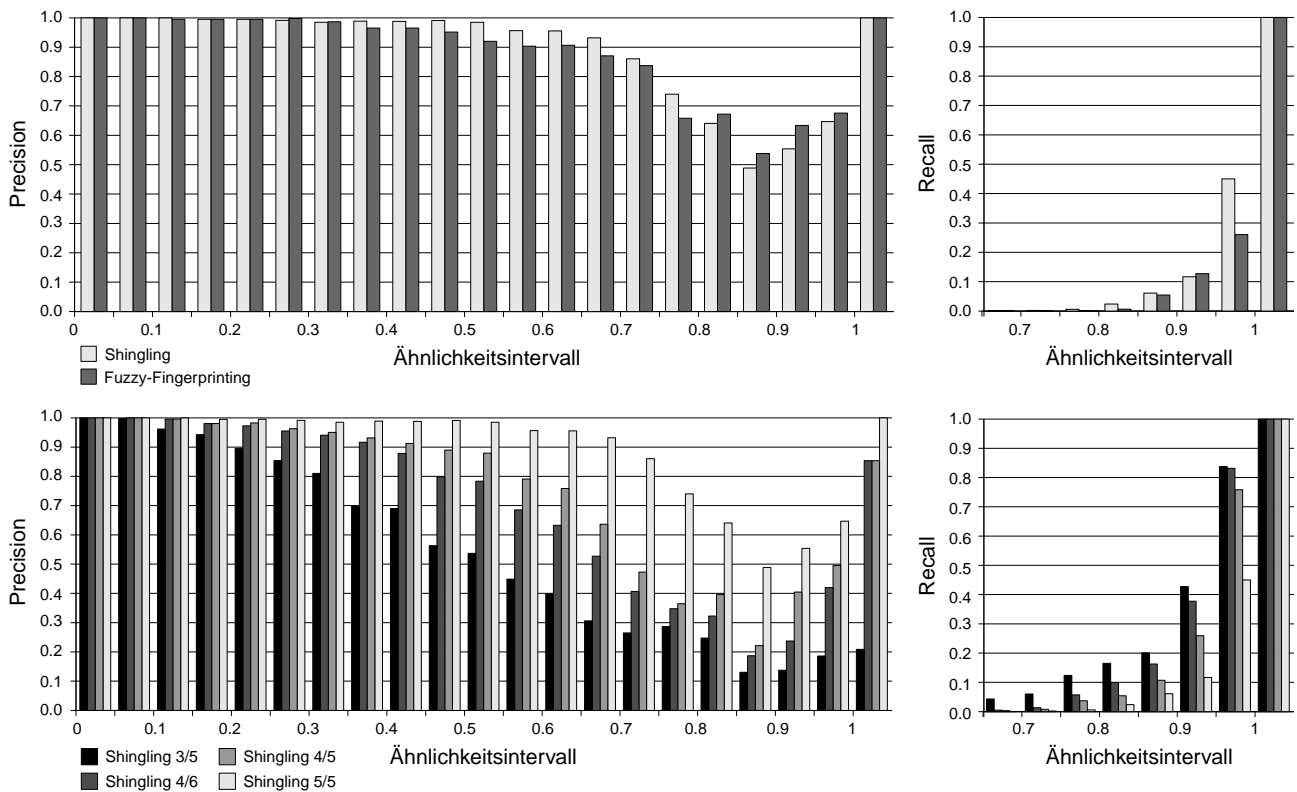 1.0
0.9
0.8
0.7
0.6
0.5
0.4
0.3
0.2
0.1
0.0
Precision
0 0.1 0.2 0.3 0.4 0.5 0.6 0.7 0.8 0.9 1
Ähnlichkeitsintervall
Shingling
Fuzzy-Fingerprinting
1.0
0.9
0.8
0.7
0.6
0.5
0.4
0.3
0.2
0.1
0.0
Recall
0.7 0.8 0.9 1
Ähnlichkeitsintervall
1.0
0.9
0.8
0.7
0.6
0.5
0.4
0.3
0.2
0.1
0.0
Precision
0 0.1 0.2 0.3 0.4 0.5 0.6 0.7 0.8 0.9 1
Ähnlichkeitsintervall
Shingling 3/5 Shingling 4/5
Shingling 4/6 Shingling 5/5
1.0
0.9
0.8
0.7
0.6
0.5
0.4
0.3
0.2
0.1
0.0
Recall
0.7 0.8 0.9 1
Ähnlichkeitsintervall